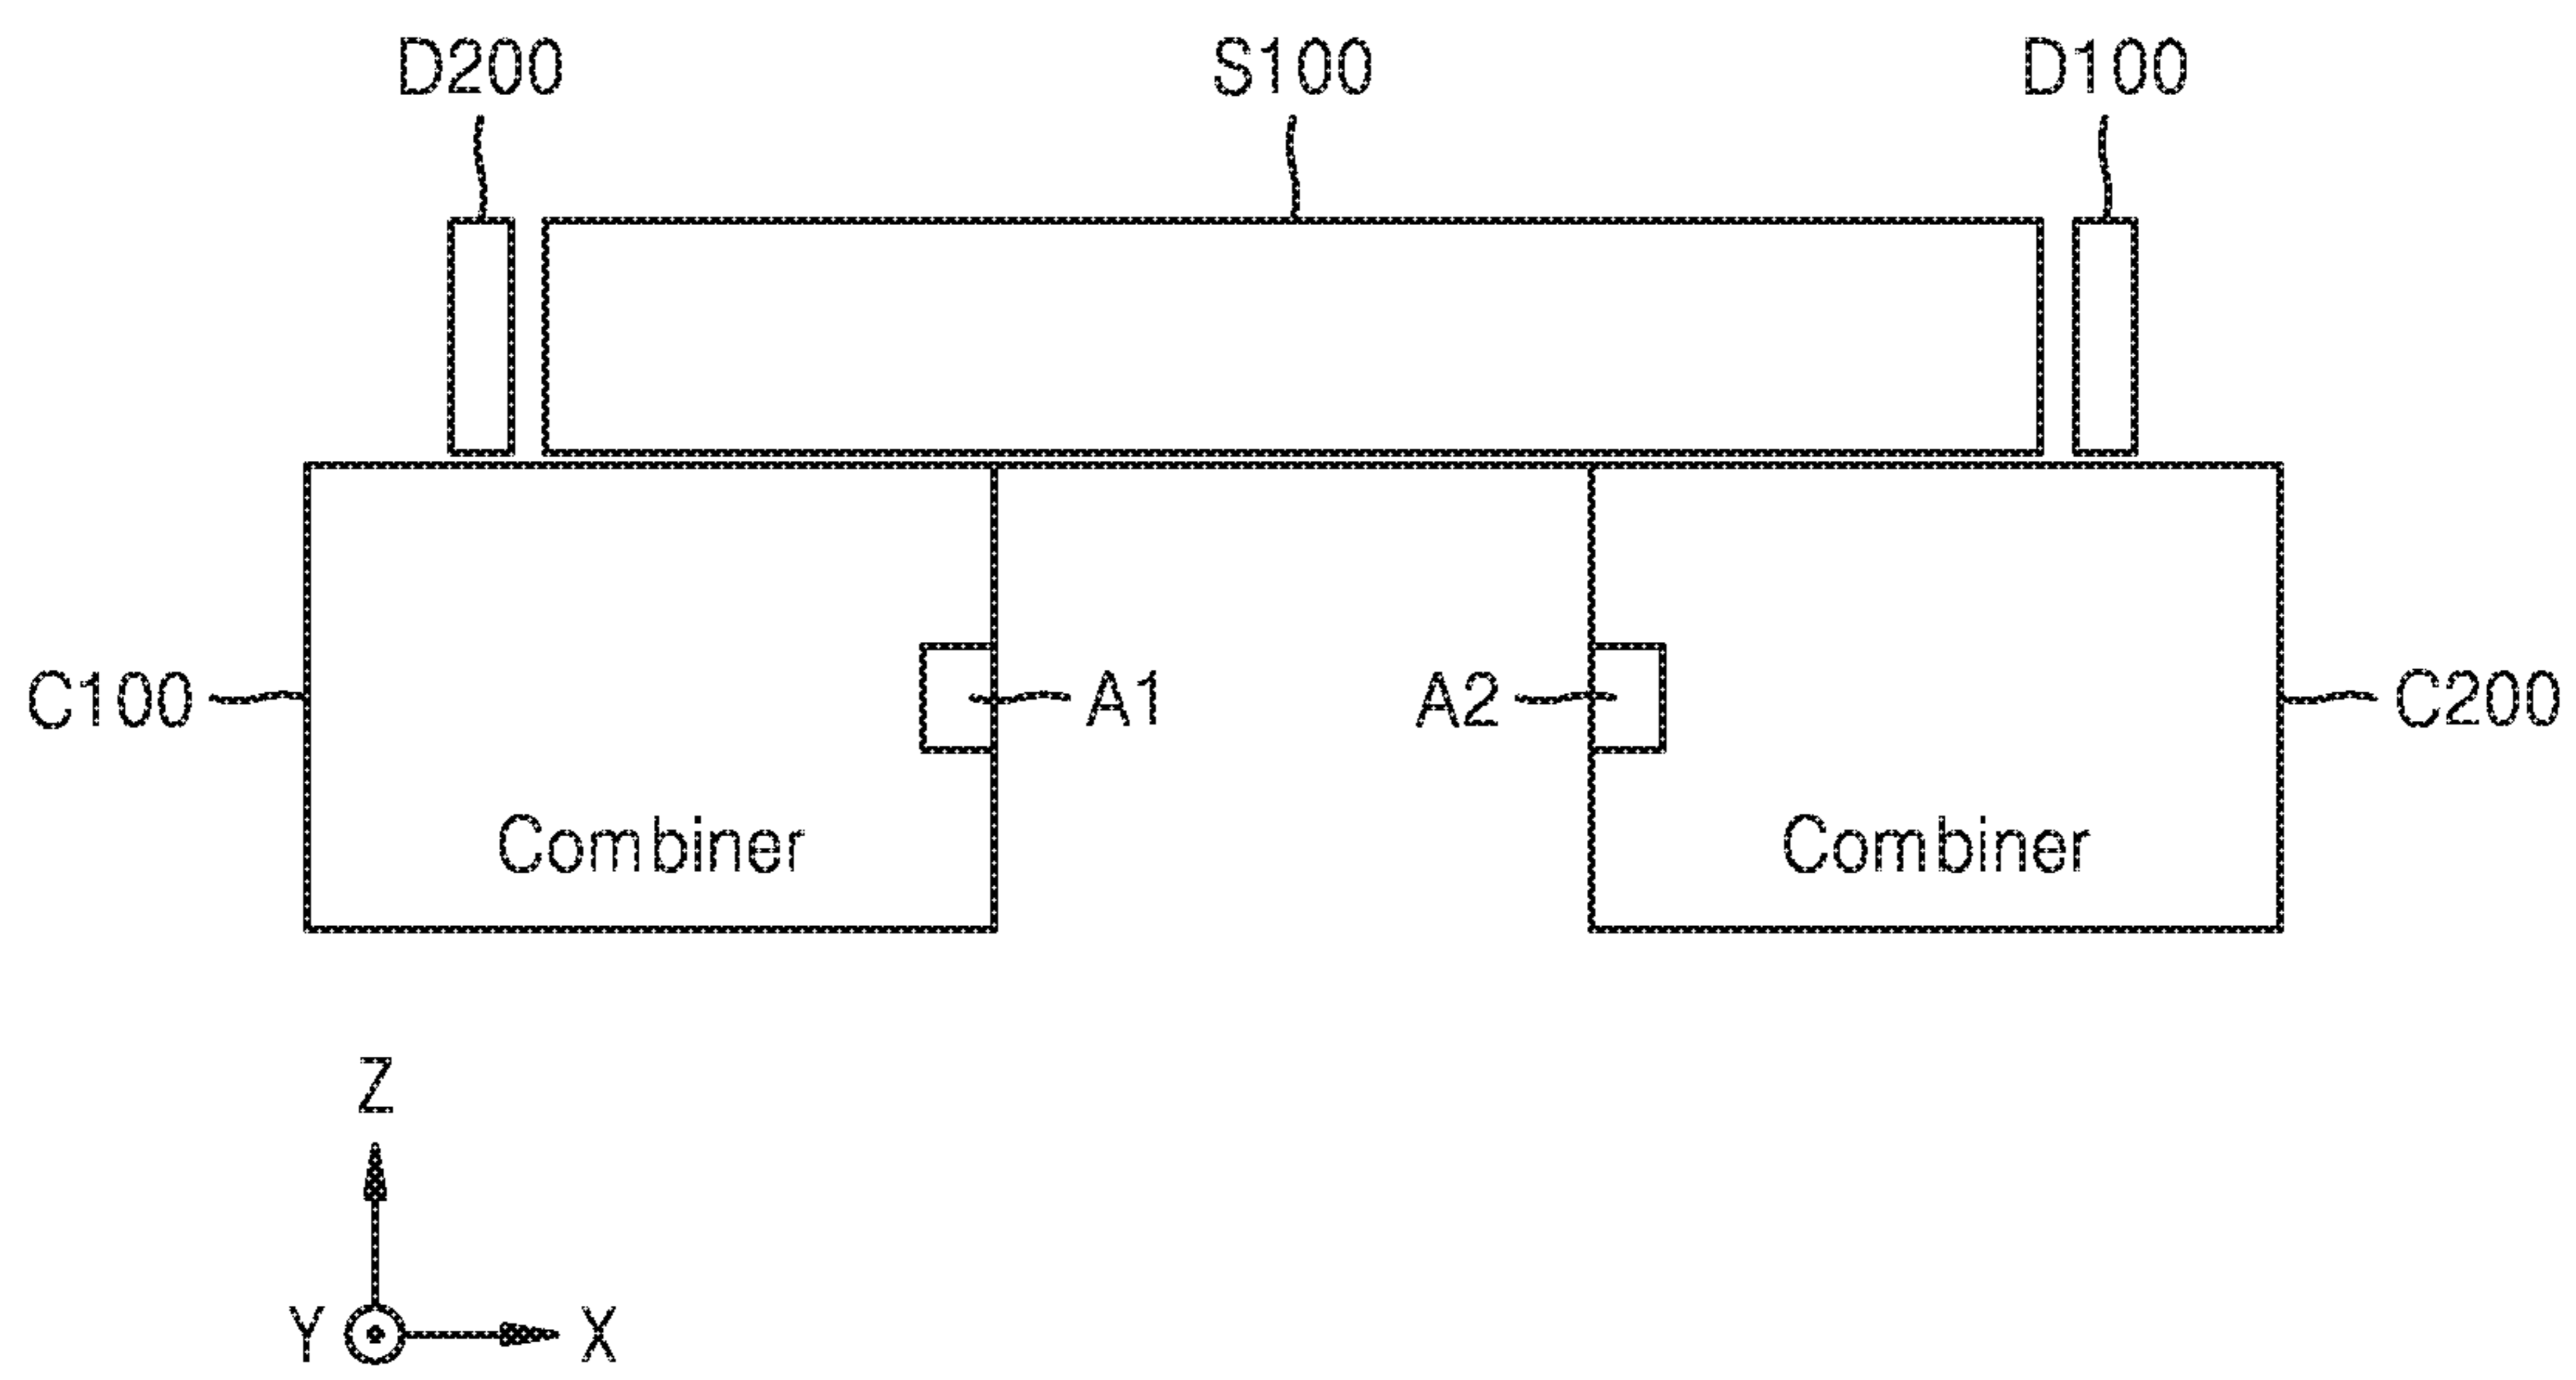 D200 S100 D100
C100 A1 A2 C200
Combiner Combiner
Z
Y X